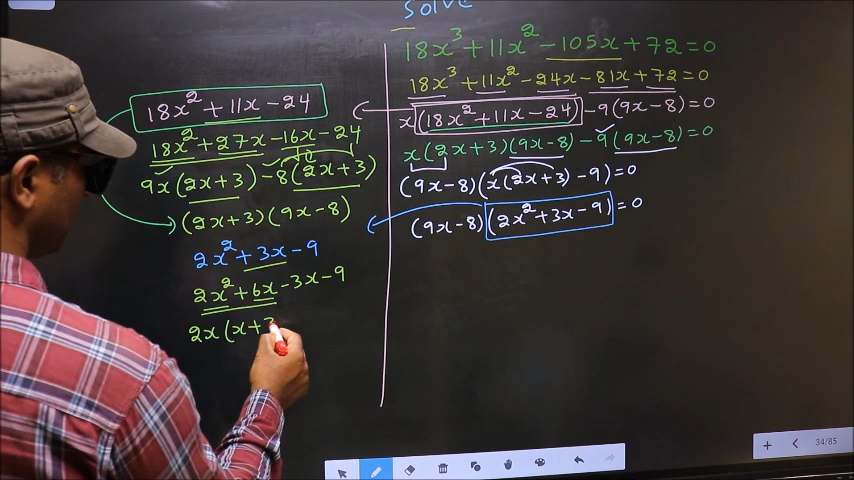 Solve
18x³ + 11x² - 105x + 72 = 0
18x³ + 11x² - 24x - 81x + 72 = 0
x(18x² + 11x - 24) - 9(9x - 8) = 0
x(2x + 3)(9x - 8) - 9(9x - 8) = 0
(9x - 8)(x(2x + 3) - 9) = 0
(9x - 8)(2x² + 3x - 9) = 0
18x² + 11x - 24
18x² + 27x - 16x - 24
9x(2x + 3) - 8(2x + 3)
(2x + 3)(9x - 8)
2x² + 3x - 9
2x² + 6x - 3x - 9
2x(x + 3
34/85